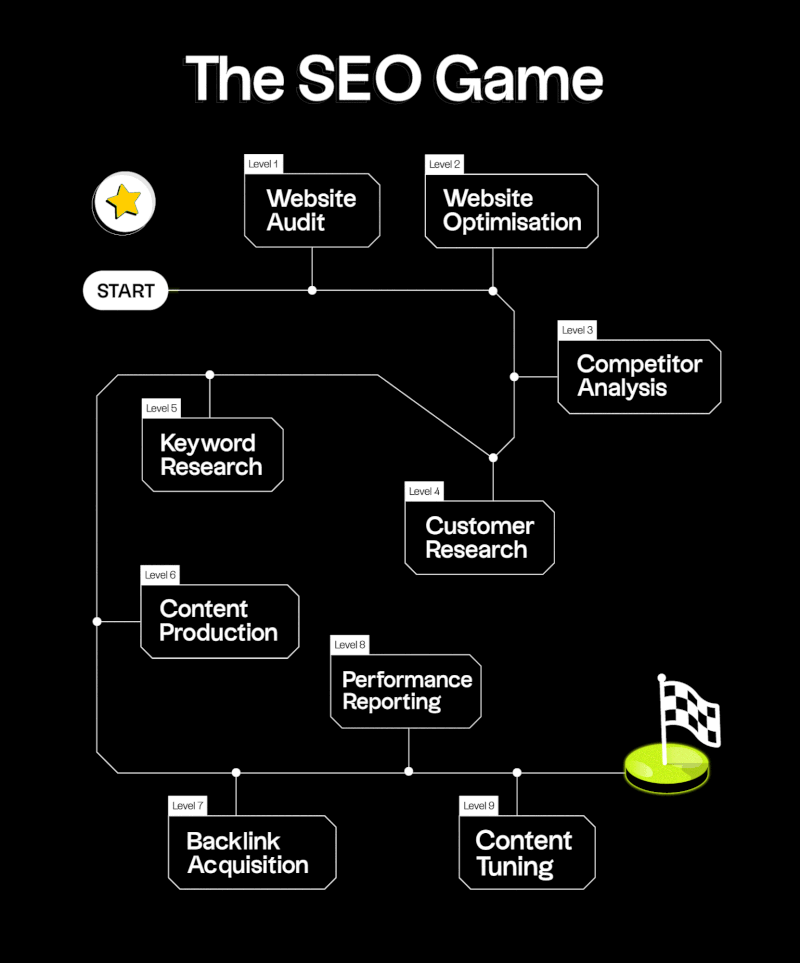 The SEO Game
Level 1
Website
Audit
Level 2
Website
Optimisation
START
Level 3
Competitor
Analysis
Level 4
Customer
Research
Level 5
Keyword
Research
Level 6
Content
Production
Level 7
Backlink
Acquisition
Level 8
Performance
Reporting
Level 9
Content
Tuning